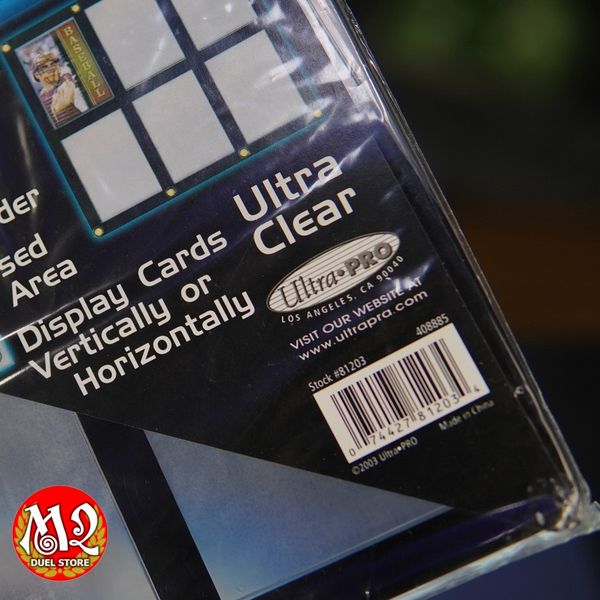 BASEBALL
der
sed
Area
Ultra
Clear
Display Cards
Vertically or
Horizontally
Ultra•PRO
LOS ANGELES, CA 90040
VISIT OUR WEBSITE AT
www.ultrapro.com
408885
Stock #81203
0 74427 81203 4
©2003 Ultra•PRO
Made in China
MQ
DUEL STORE